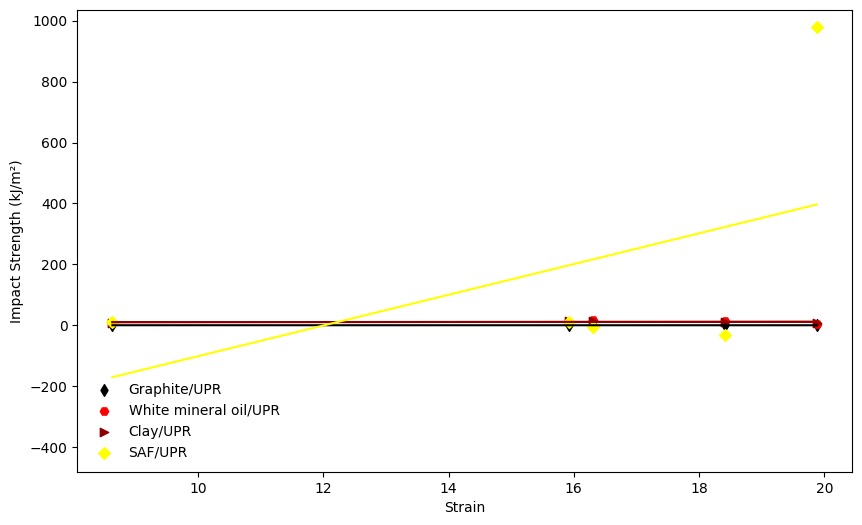 1000
800
600
400
200
0
−200
−400
Impact Strength (kJ/m²)
Graphite/UPR
White mineral oil/UPR
Clay/UPR
SAF/UPR
10 12 14 16 18 20
Strain